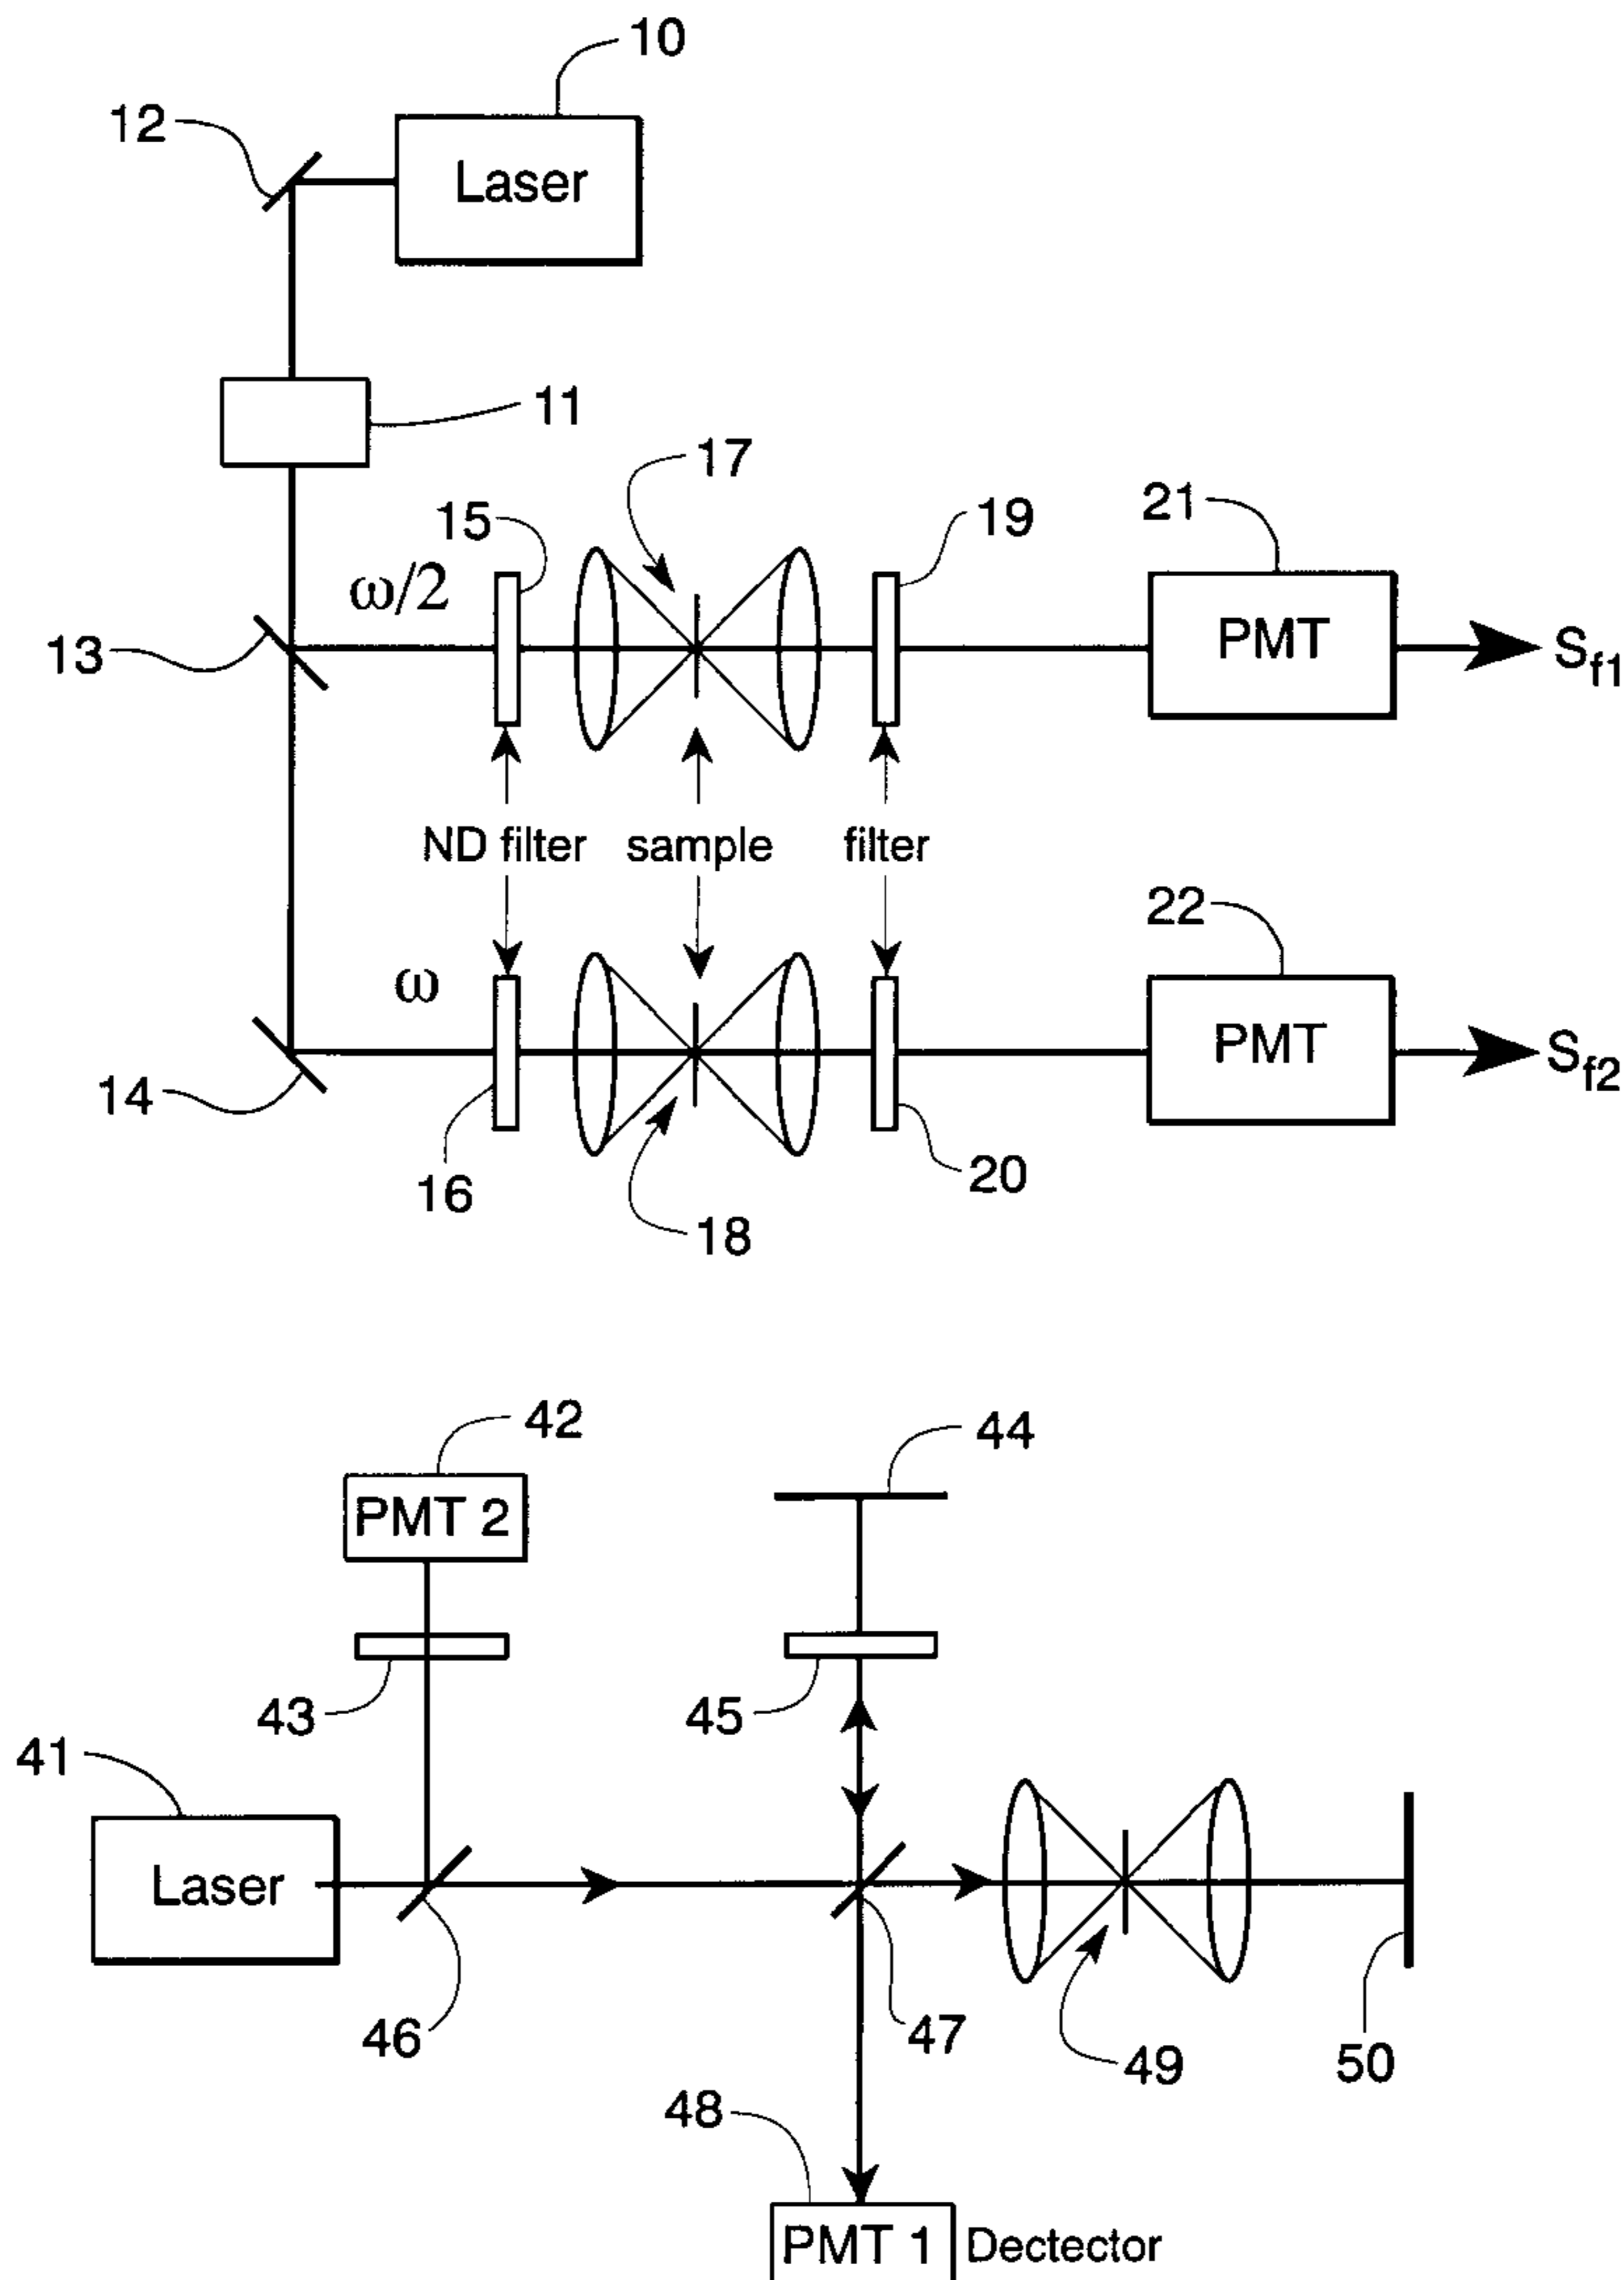 10
12
Laser
11
17
15
19
21
ω/2
PMT
Sf1
13
ND filter
sample
filter
22
ω
PMT
Sf2
14
16
20
18
42
44
PMT 2
43
45
41
Laser
46
47
49
50
48
PMT 1
Dectector